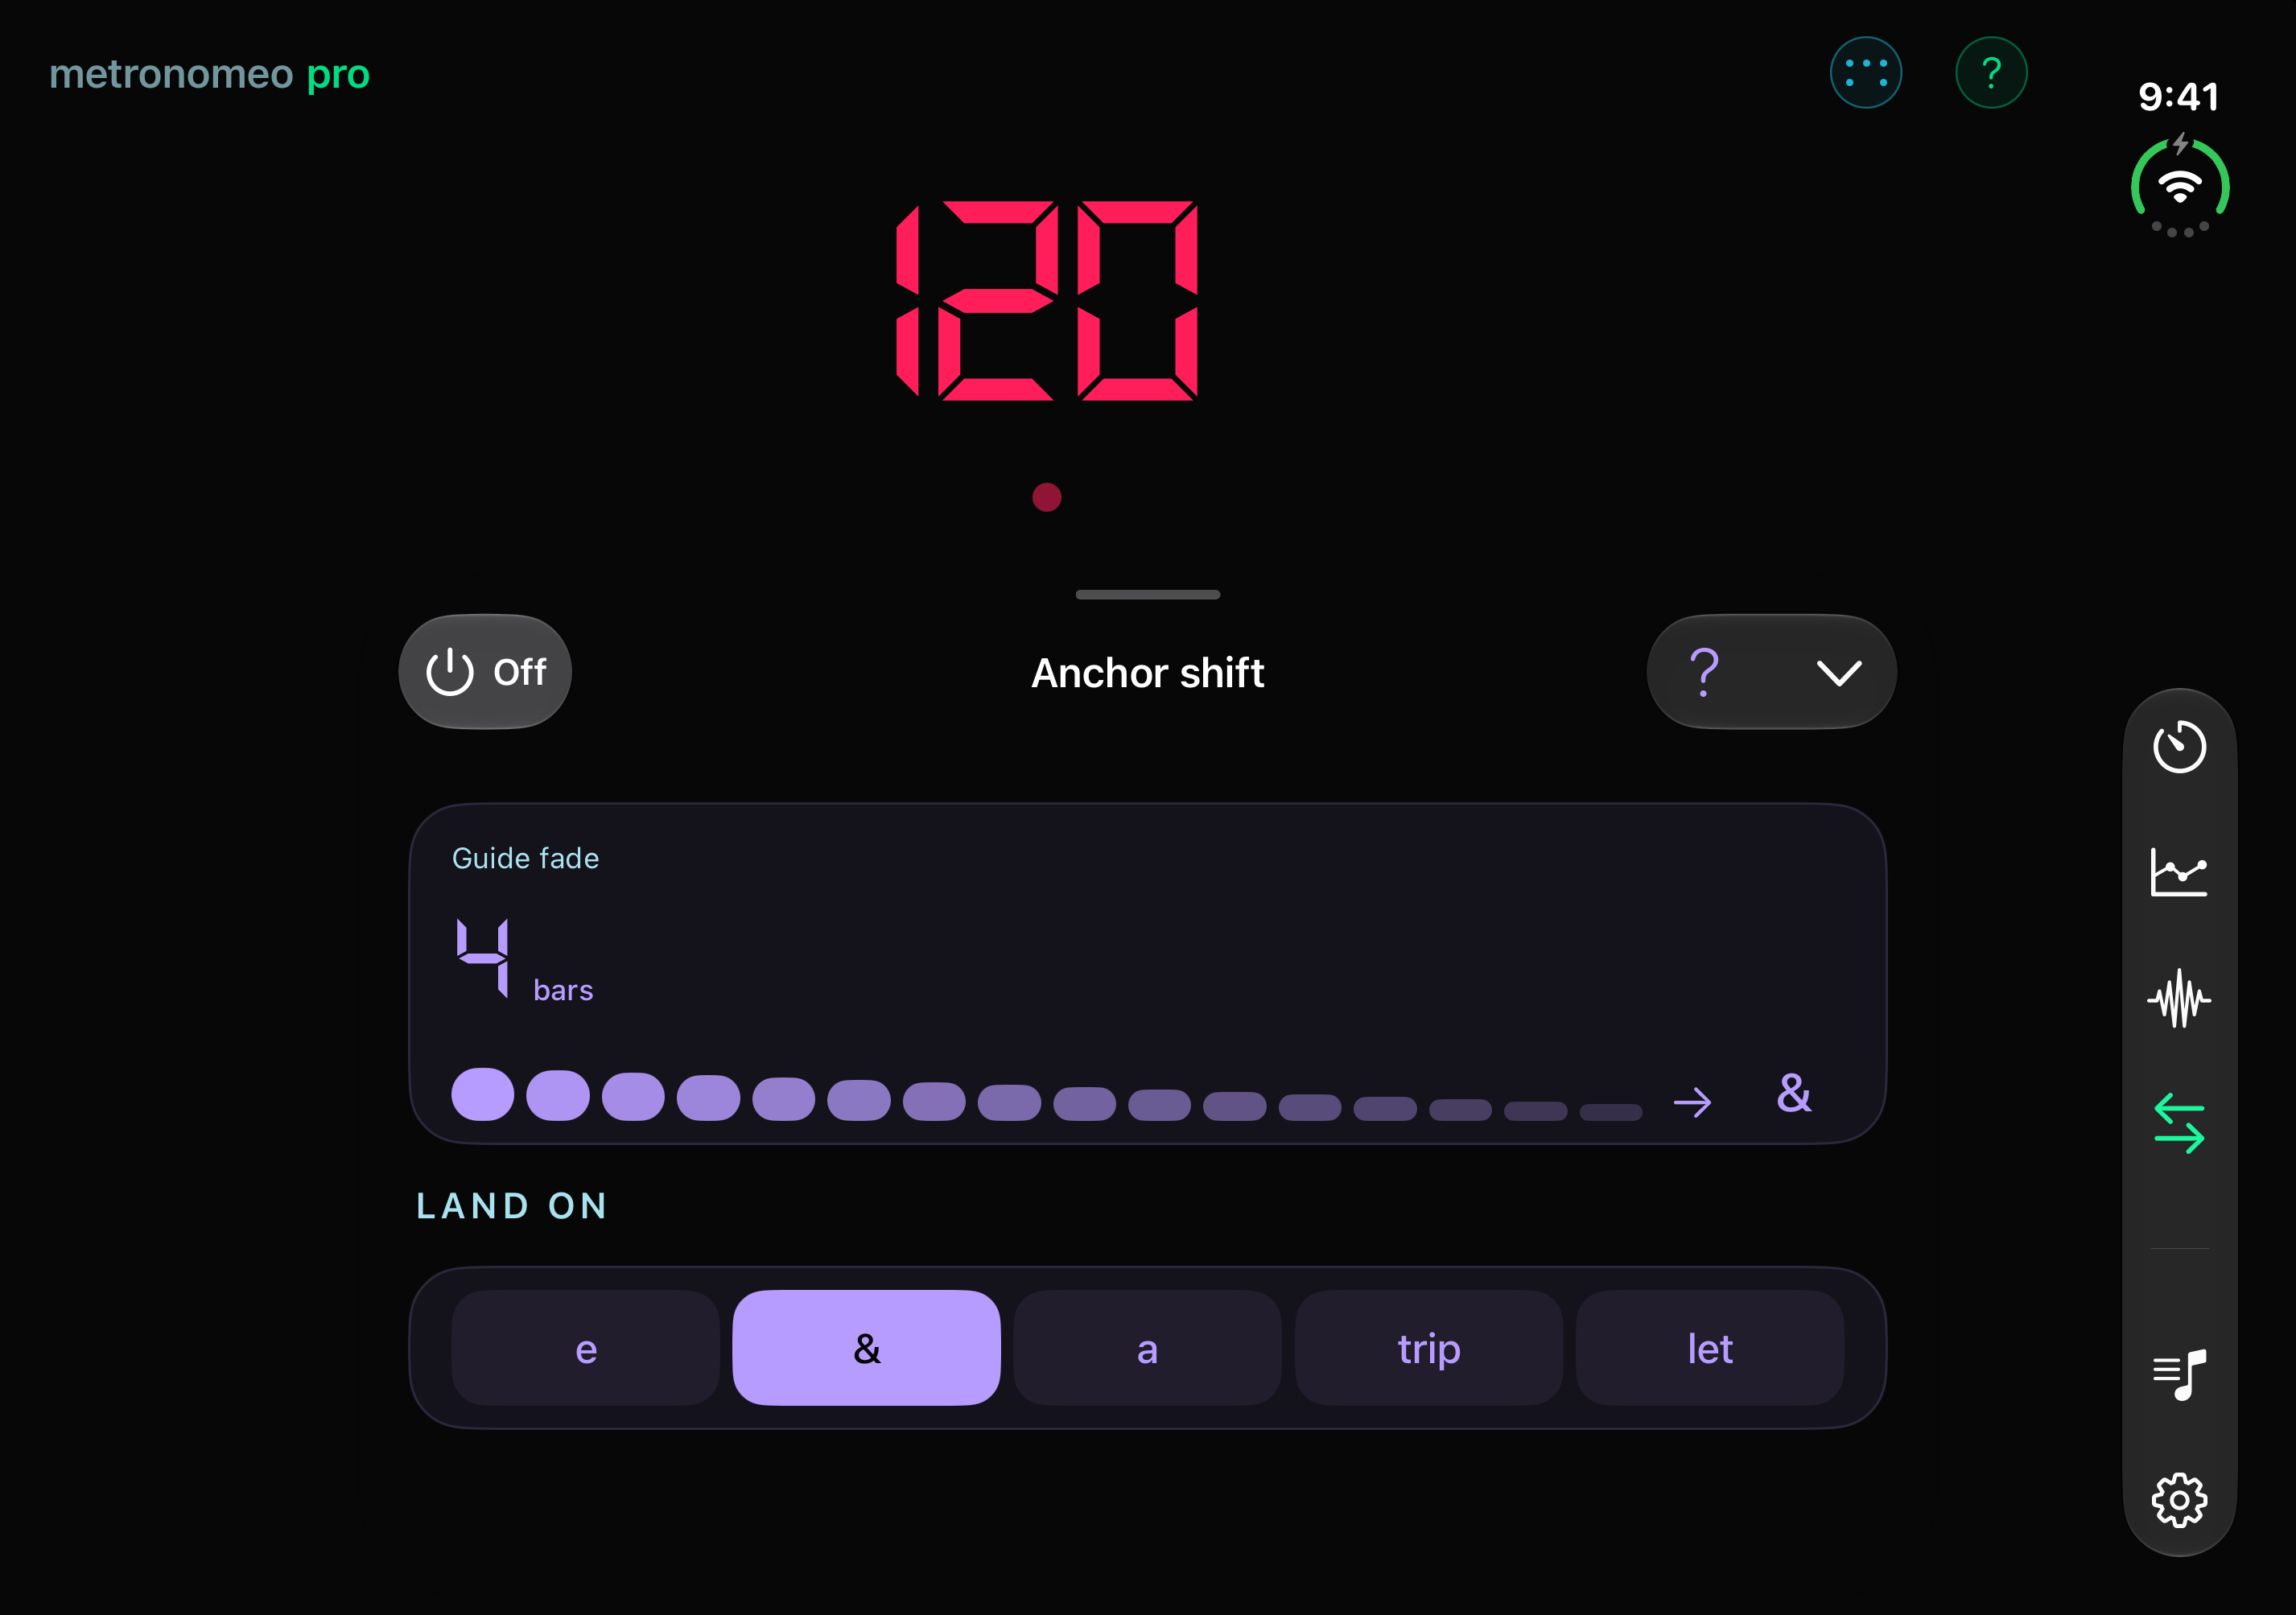 metronomeo pro
?
9:41
120
Off
Anchor shift
?
Guide fade
4 bars
→ &
LAND ON
e & a trip let